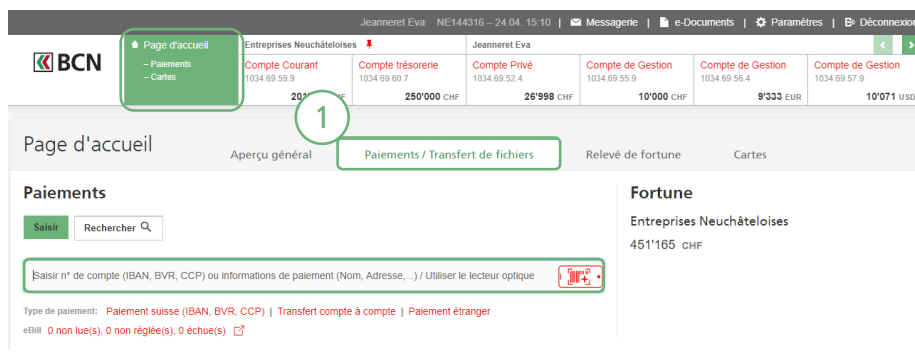 Jeanneret Eva NE144316 – 24.04. 15:10 | Messagerie | e-Documents | Paramètres | Déconnexion
BCN
Page d'accueil
– Paiements
– Cartes
Entreprises Neuchâteloises
Jeanneret Eva
Compte Courant
1034.69.59.9
CHF
Compte trésorerie
1034.69.60.7
250'000 CHF
Compte Privé
1034.69.52.4
26'998 CHF
Compte de Gestion
1034.69.55.9
10'000 CHF
Compte de Gestion
1034.69.56.4
9'333 EUR
Compte de Gestion
1034.69.57.9
10'071 USD
1
Page d'accueil
Aperçu général
Paiements / Transfert de fichiers
Relevé de fortune
Cartes
Paiements
Saisir
Rechercher
Saisir n° de compte (IBAN, BVR, CCP) ou informations de paiement (Nom, Adresse,...) / Utiliser le lecteur optique
Type de paiement: Paiement suisse (IBAN, BVR, CCP) | Transfert compte à compte | Paiement étranger
eBill 0 non lue(s), 0 non réglée(s), 0 échue(s)
Fortune
Entreprises Neuchâteloises
451'165 CHF